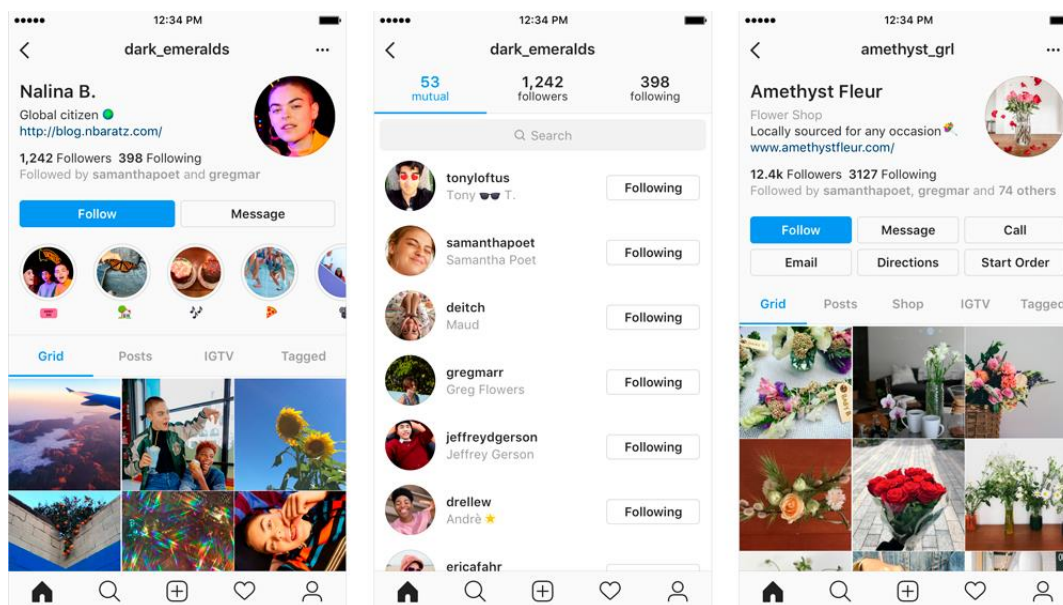 12:34 PM
dark_emeralds
Nalina B.
Global citizen
http://blog.nbaratz.com/
1,242 Followers 398 Following
Followed by samanthapoet and gregmar
Follow Message
Grid Posts IGTV Tagged
12:34 PM
dark_emeralds
53 1,242 398
mutual followers following
Search
tonyloftus
Tony 🕶️ T.
Following
samanthapoet
Samantha Poet
Following
deitch
Maud
Following
gregmarr
Greg Flowers
Following
jeffreydgerson
Jeffrey Gerson
Following
drellew
Andrè ⭐
Following
ericafahr
12:34 PM
amethyst_grl
Amethyst Fleur
Flower Shop
Locally sourced for any occasion 💐
www.amethystfleur.com/
12.4k Followers 3127 Following
Followed by samanthapoet, gregmar and 74 others
Follow Message Call
Email Directions Start Order
Grid Posts Shop IGTV Tagged